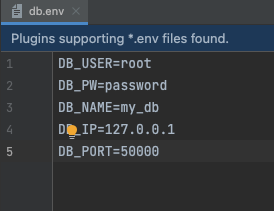 db.env
Plugins supporting *.env files found.
1 DB_USER=root
2 DB_PW=password
3 DB_NAME=my_db
4 DB_IP=127.0.0.1
5 DB_PORT=50000